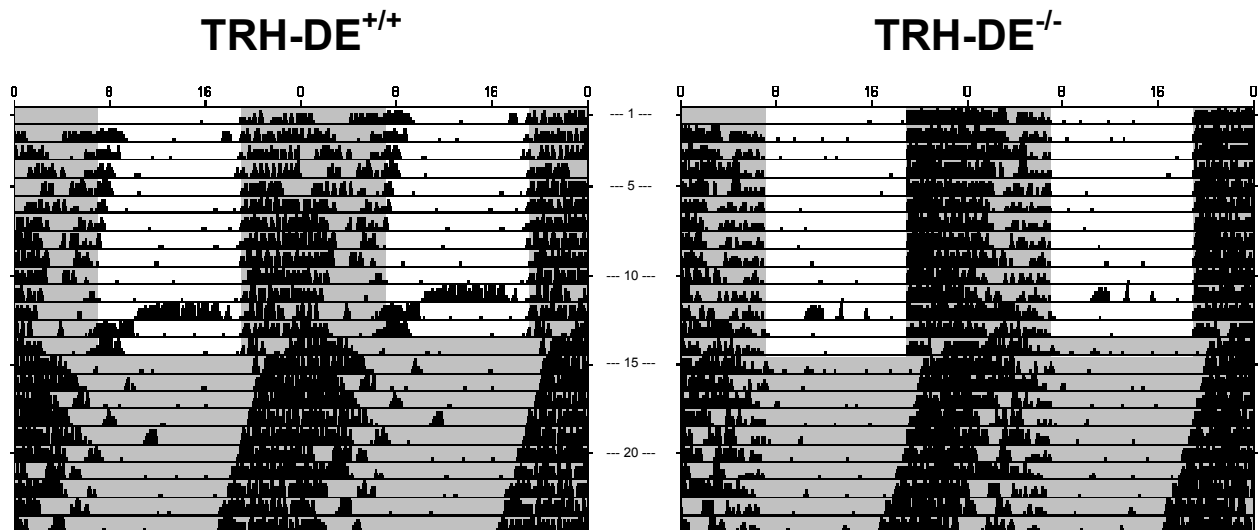 TRH-DE+/+
TRH-DE-/-
0 8 16 0 8 16 0
0 8 16 0 8 16 0
--- 1 ---
--- 5 ---
--- 10 ---
--- 15 ---
--- 20 ---